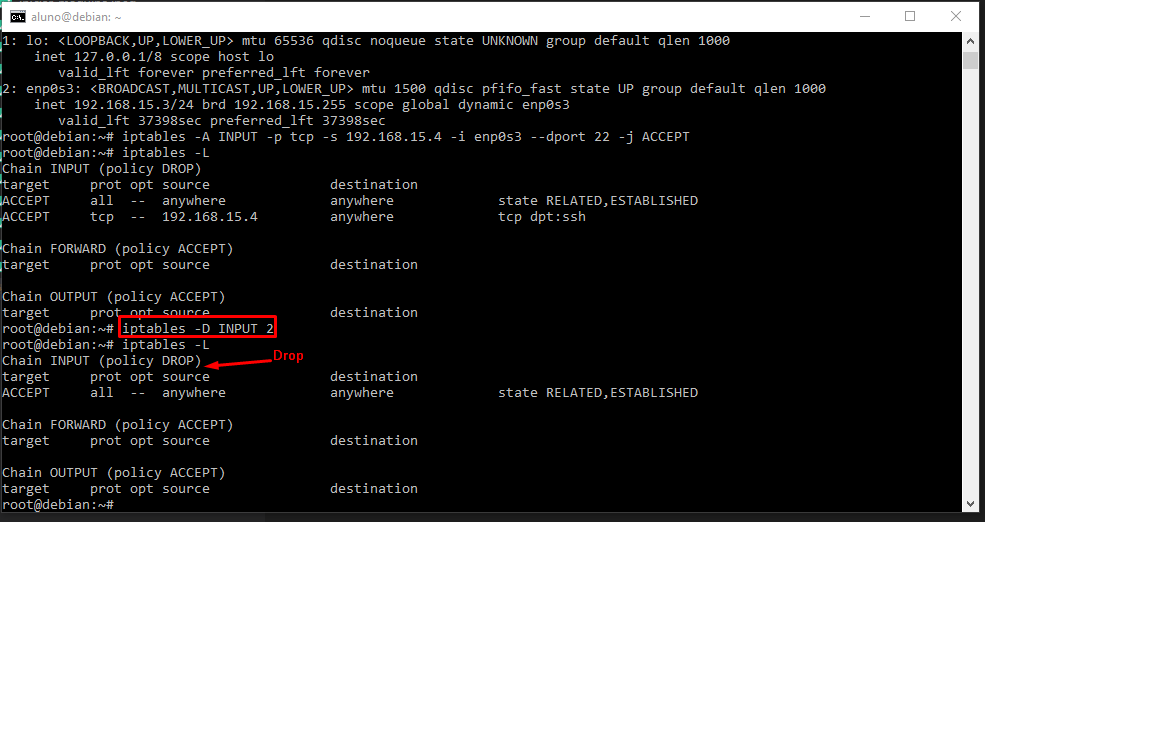 aluno@debian: ~
1: lo: <LOOPBACK,UP,LOWER_UP> mtu 65536 qdisc noqueue state UNKNOWN group default qlen 1000
inet 127.0.0.1/8 scope host lo
valid_lft forever preferred_lft forever
2: enp0s3: <BROADCAST,MULTICAST,UP,LOWER_UP> mtu 1500 qdisc pfifo_fast state UP group default qlen 1000
inet 192.168.15.3/24 brd 192.168.15.255 scope global dynamic enp0s3
valid_lft 37398sec preferred_lft 37398sec
root@debian:~# iptables -A INPUT -p tcp -s 192.168.15.4 -i enp0s3 --dport 22 -j ACCEPT
root@debian:~# iptables -L
Chain INPUT (policy DROP)
target prot opt source destination
ACCEPT all -- anywhere anywhere state RELATED,ESTABLISHED
ACCEPT tcp -- 192.168.15.4 anywhere tcp dpt:ssh
Chain FORWARD (policy ACCEPT)
target prot opt source destination
Chain OUTPUT (policy ACCEPT)
target prot opt source destination
root@debian:~# iptables -D INPUT 2
root@debian:~# iptables -L
Chain INPUT (policy DROP)
Drop
target prot opt source destination
ACCEPT all -- anywhere anywhere state RELATED,ESTABLISHED
Chain FORWARD (policy ACCEPT)
target prot opt source destination
Chain OUTPUT (policy ACCEPT)
target prot opt source destination
root@debian:~#